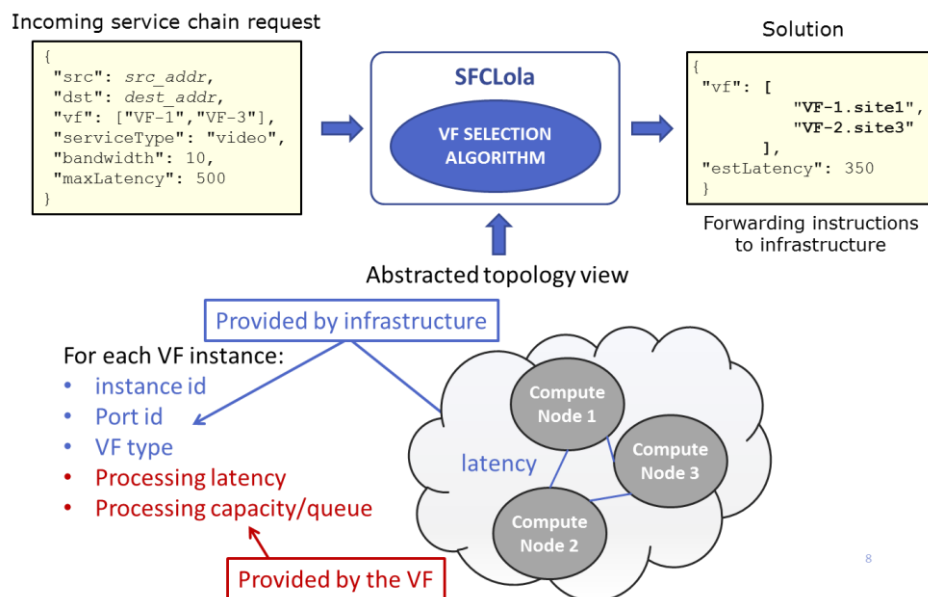 Incoming service chain request
{
"src": src_addr,
"dst": dest_addr,
"vf": ["VF-1","VF-3"],
"serviceType": "video",
"bandwidth": 10,
"maxLatency": 500
}
SFCLola
VF SELECTION
ALGORITHM
Solution
{
"vf": [
"VF-1.site1",
"VF-2.site3"
],
"estLatency": 350
}
Forwarding instructions
to infrastructure
Abstracted topology view
Provided by infrastructure
For each VF instance:
• instance id
• Port id
• VF type
• Processing latency
• Processing capacity/queue
Provided by the VF
Compute
Node 1
latency
Compute
Node 3
Compute
Node 2
8